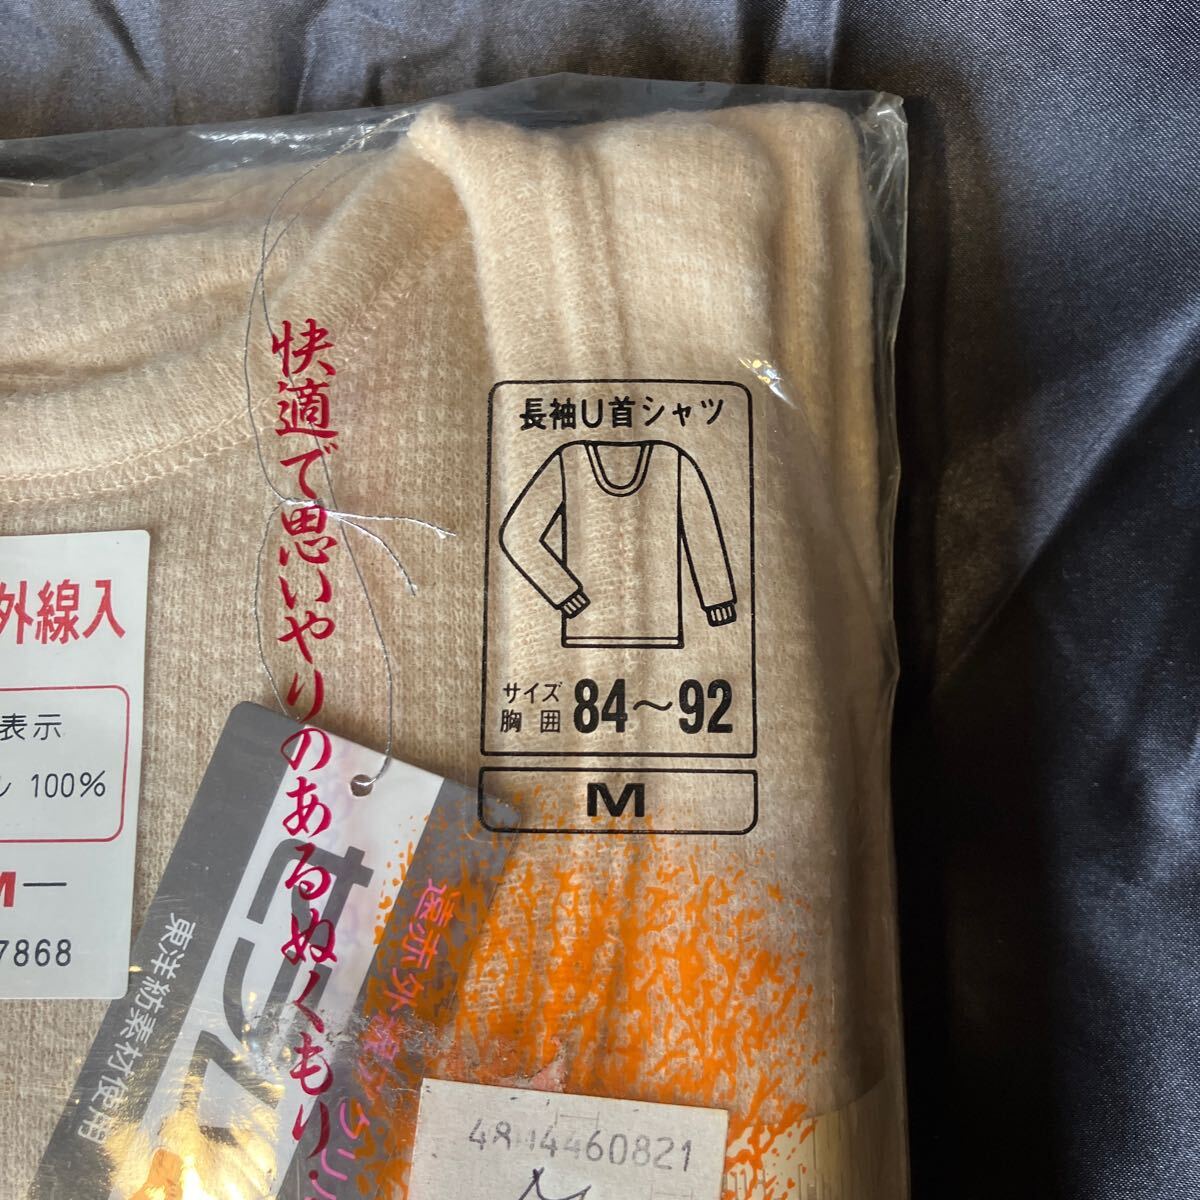 快適で思いやりのあるぬくもり
長袖U首シャツ
サイズ
胸囲 84～92
M
外線入
表示
100%
M—
7868
東洋紡素材使用
遠赤外線